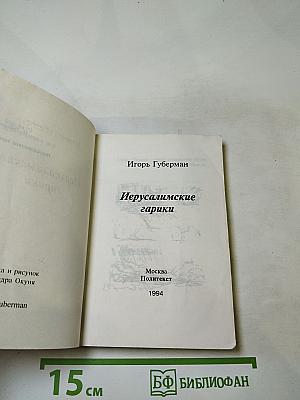 Игорь Губерман
Иерусалимские
гарики
Москва
Политекст
1994
а и рисунок
дра Окуня
uberman
15 см
БФ БИБЛИОФАН